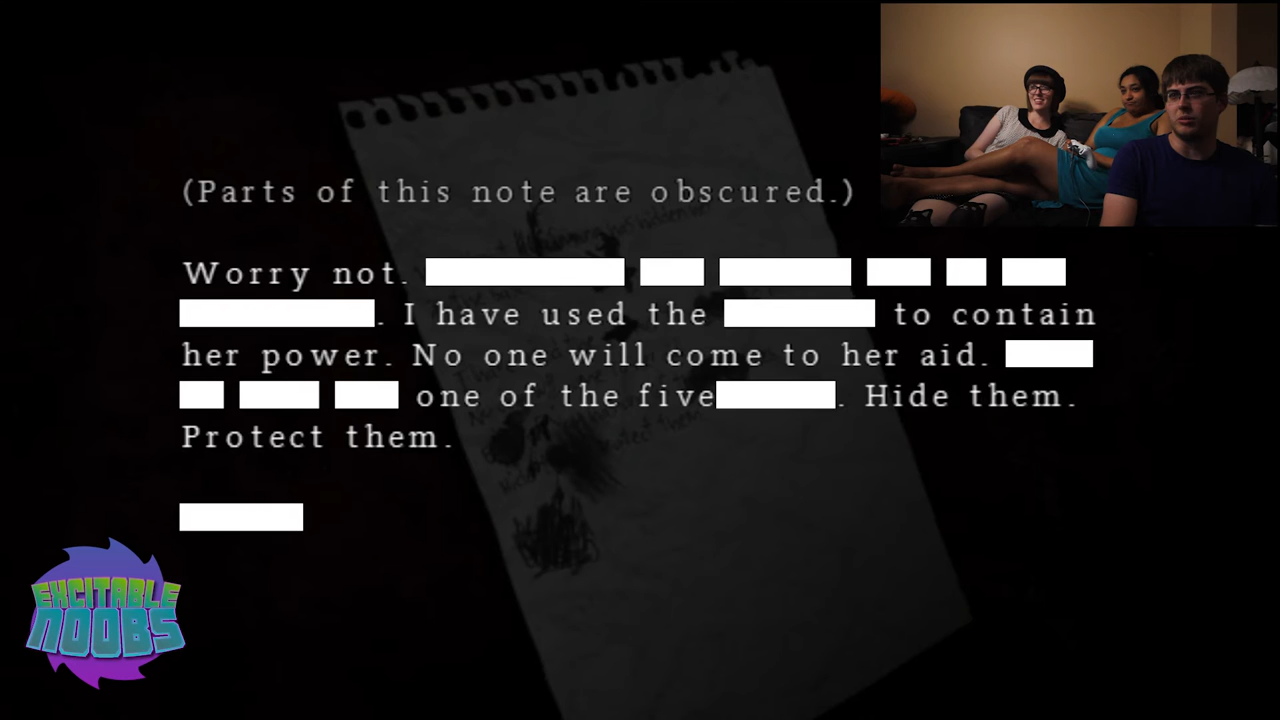 (Parts of this note are obscured.)
Worry not.
. I have used the to contain
her power. No one will come to her aid.
one of the five . Hide them.
Protect them.
EXCITABLE
NOOBS